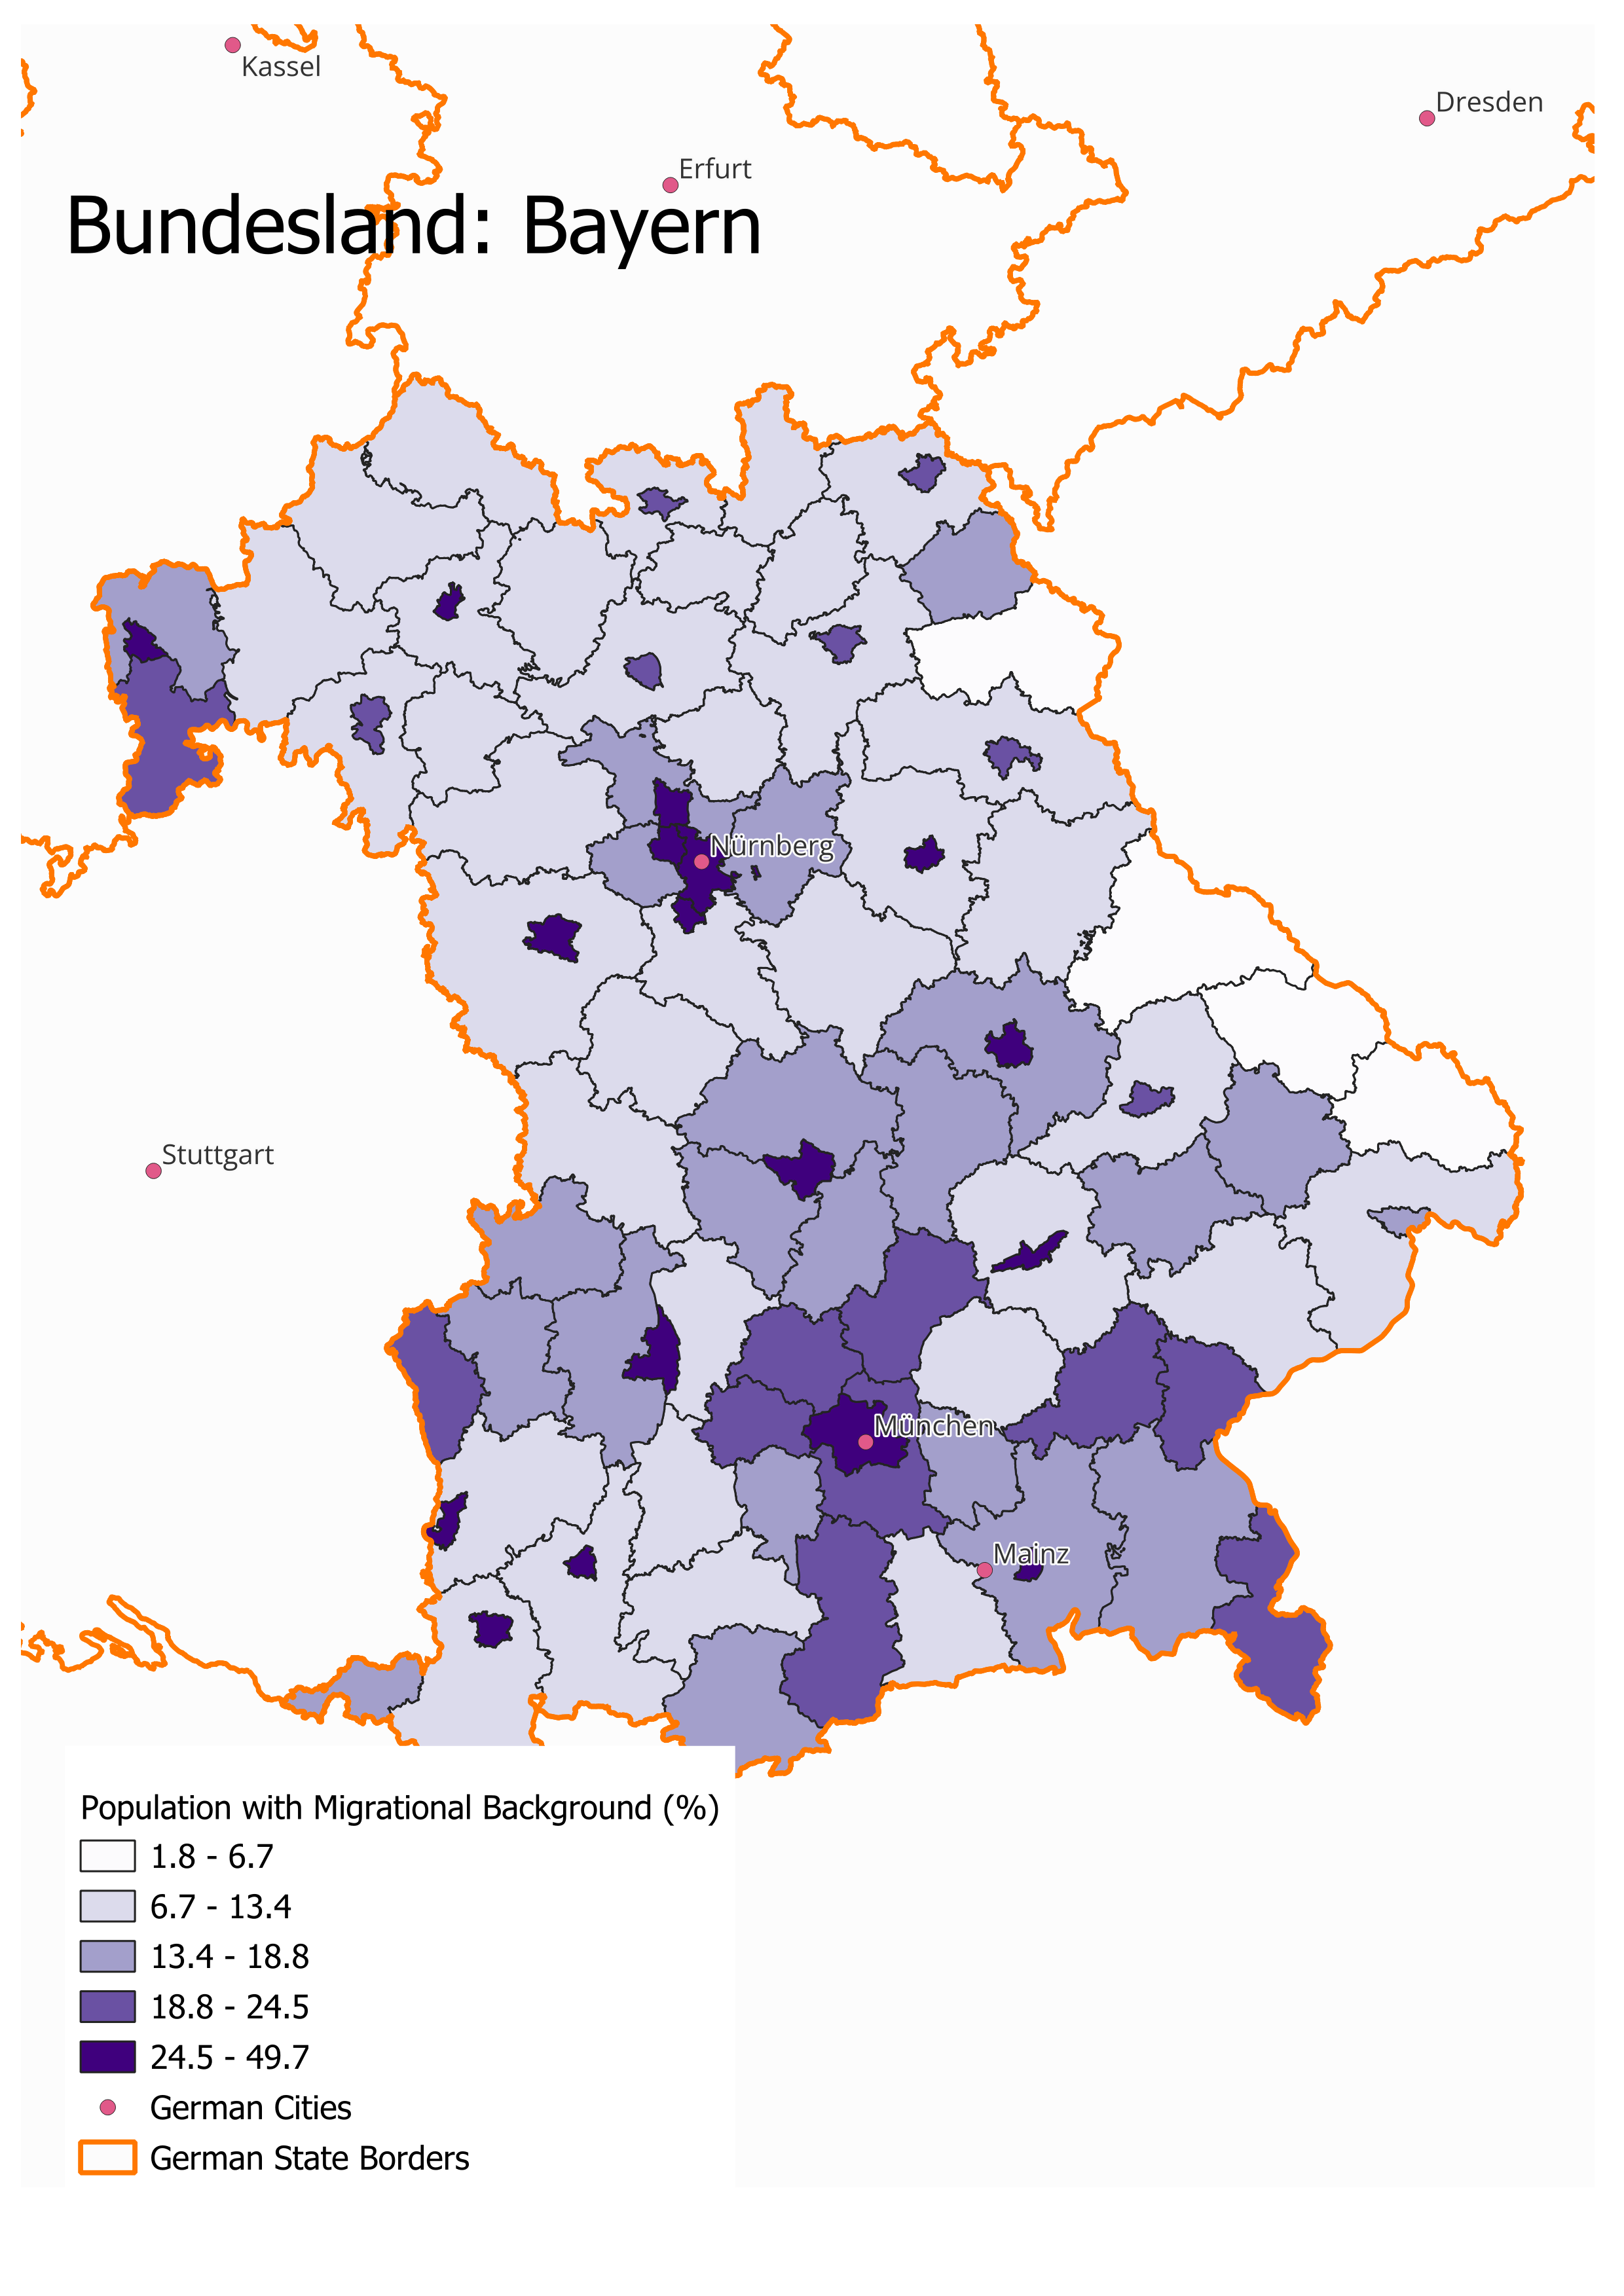 Kassel
Dresden
Erfurt
Bundesland: Bayern
Nürnberg
Stuttgart
München
Mainz
Population with Migrational Background (%)
1.8 - 6.7
6.7 - 13.4
13.4 - 18.8
18.8 - 24.5
24.5 - 49.7
German Cities
German State Borders